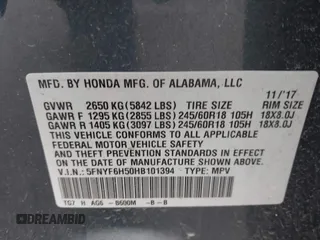 MFD. BY HONDA MFG. OF ALABAMA, LLC
11/'17
GVWR 2650 KG (5842 LBS) TIRE SIZE RIM SIZE
GAWR F 1295 KG (2855 LBS) 245/60R18 105H 18X8.0J
GAWR R 1405 KG (3097 LBS) 245/60R18 105H 18X8.0J
THIS VEHICLE CONFORMS TO ALL APPLICABLE
FEDERAL MOTOR VEHICLE SAFETY STANDARDS
IN EFFECT ON THE DATE OF MANUFACTURE
SHOWN ABOVE.
V.I.N.: 5FNYF6H50HB101394 TYPE: MPV
TG7 H AG6 -B600M -B-B
DREAMBID